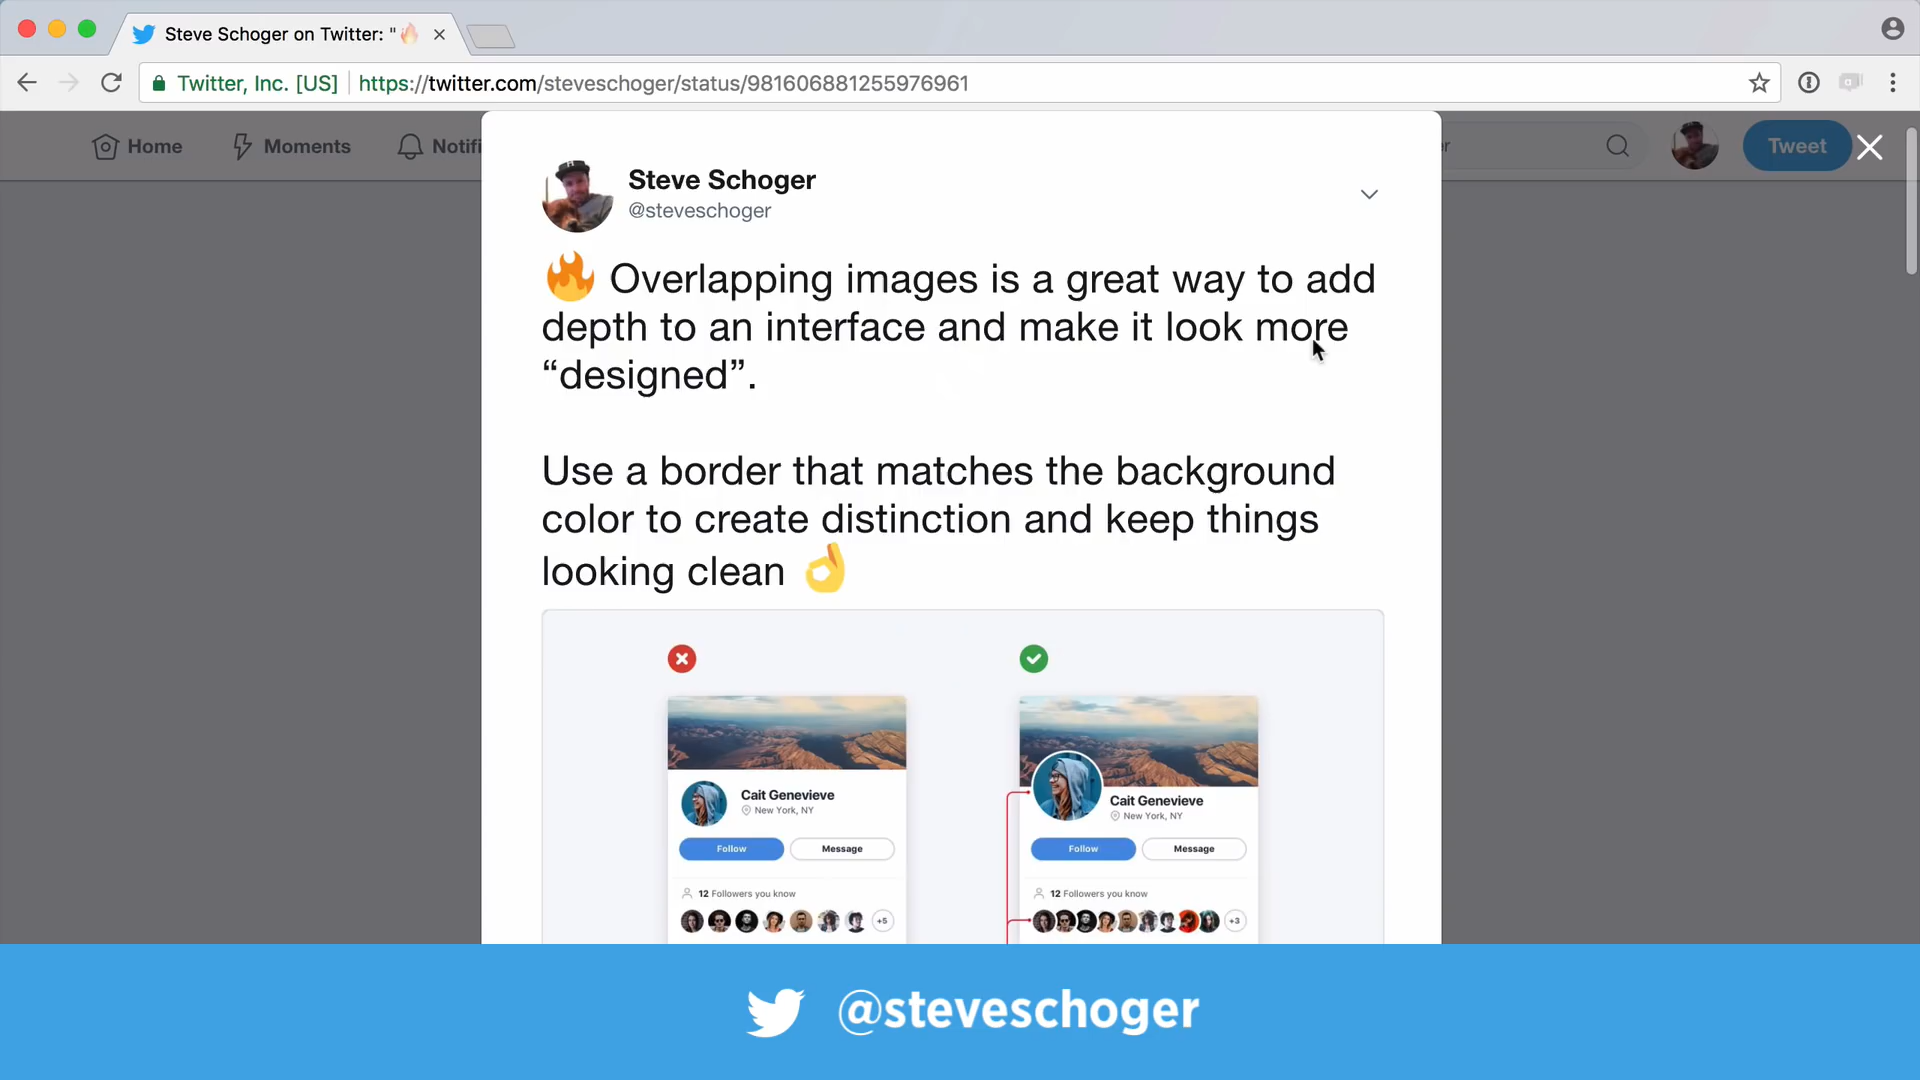 Steve Schoger on Twitter: "🔥
Twitter, Inc. [US] https://twitter.com/steveschoger/status/981606881255976961
Home Moments Notifi er Tweet
Steve Schoger
@steveschoger
🔥 Overlapping images is a great way to add
depth to an interface and make it look more
“designed”.
Use a border that matches the background
color to create distinction and keep things
looking clean 👌
Cait Genevieve
New York, NY
Follow Message
12 Followers you know
+5
Cait Genevieve
New York, NY
Follow Message
12 Followers you know
+3
@steveschoger